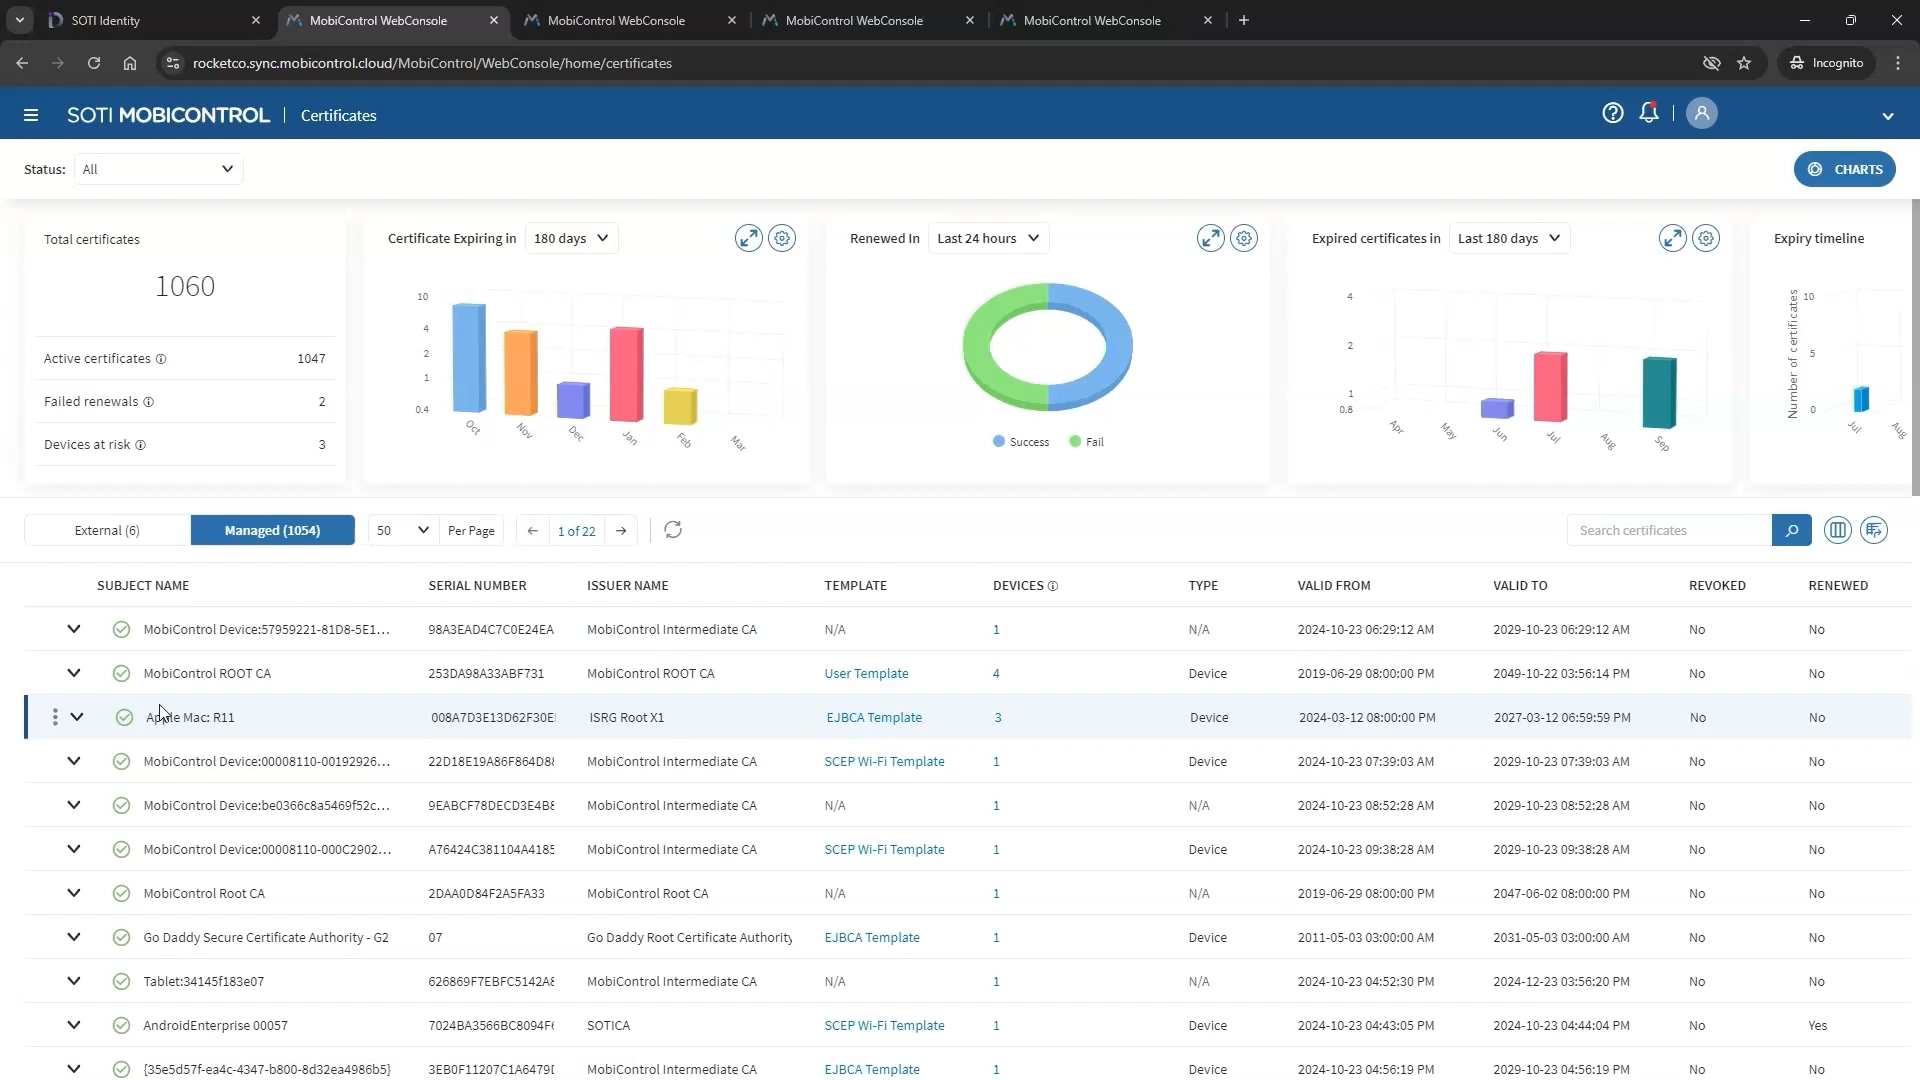 SOTI Identity
MobiControl WebConsole
MobiControl WebConsole
MobiControl WebConsole
MobiControl WebConsole
rocketco.sync.mobicontrol.cloud/MobiControl/WebConsole/home/certificates
Incognito
SOTI MOBICONTROL | Certificates
Status: All
CHARTS
Total certificates
1060
Active certificates 1047
Failed renewals 2
Devices at risk 3
Certificate Expiring in 180 days
10
4
2
1
0.4
Oct Nov Dec Jan Feb Mar
Renewed In Last 24 hours
Success Fail
Expired certificates in Last 180 days
4
2
1
0.8
Apr May Jun Jul Aug Sep
Expiry timeline
Number of certificates
10
5
0
Jul Aug
External (6) Managed (1054) 50 Per Page 1 of 22 Search certificates
SUBJECT NAME SERIAL NUMBER ISSUER NAME TEMPLATE DEVICES TYPE VALID FROM VALID TO REVOKED RENEWED
MobiControl Device:57959221-81D8-5E1... 98A3EAD4C7C0E24EA MobiControl Intermediate CA N/A 1 N/A 2024-10-23 06:29:12 AM 2029-10-23 06:29:12 AM No No
MobiControl ROOT CA 253DA98A33ABF731 MobiControl ROOT CA User Template 4 Device 2019-06-29 08:00:00 PM 2049-10-22 03:56:14 PM No No
Apple Mac: R11 008A7D3E13D62F30E ISRG Root X1 EJBCA Template 3 Device 2024-03-12 08:00:00 PM 2027-03-12 06:59:59 PM No No
MobiControl Device:00008110-00192926... 22D18E19A86F864D8 MobiControl Intermediate CA SCEP Wi-Fi Template 1 Device 2024-10-23 07:39:03 AM 2029-10-23 07:39:03 AM No No
MobiControl Device:be0366c8a5469f52c... 9EABCF78DECD3E4B8 MobiControl Intermediate CA N/A 1 N/A 2024-10-23 08:52:28 AM 2029-10-23 08:52:28 AM No No
MobiControl Device:00008110-000C2902... A76424C381104A4185 MobiControl Intermediate CA SCEP Wi-Fi Template 1 Device 2024-10-23 09:38:28 AM 2029-10-23 09:38:28 AM No No
MobiControl Root CA 2DAA0D84F2A5FA33 MobiControl Root CA N/A 1 N/A 2019-06-29 08:00:00 PM 2047-06-02 08:00:00 PM No No
Go Daddy Secure Certificate Authority - G2 07 Go Daddy Root Certificate Authority EJBCA Template 1 Device 2011-05-03 03:00:00 AM 2031-05-03 03:00:00 AM No No
Tablet:34145f183e07 626869F7EBFC5142A8 MobiControl Intermediate CA N/A 1 N/A 2024-10-23 04:52:30 PM 2024-12-23 03:56:20 PM No No
AndroidEnterprise 00057 7024BA3566BC8094F SOTICA SCEP Wi-Fi Template 1 Device 2024-10-23 04:43:05 PM 2024-10-23 04:44:04 PM No Yes
{35e5d57f-ea4c-4347-b800-8d32ea4986b5} 3EB0F11207C1A6479 MobiControl Intermediate CA EJBCA Template 1 Device 2024-10-23 04:56:19 PM 2029-10-23 04:56:19 PM No No